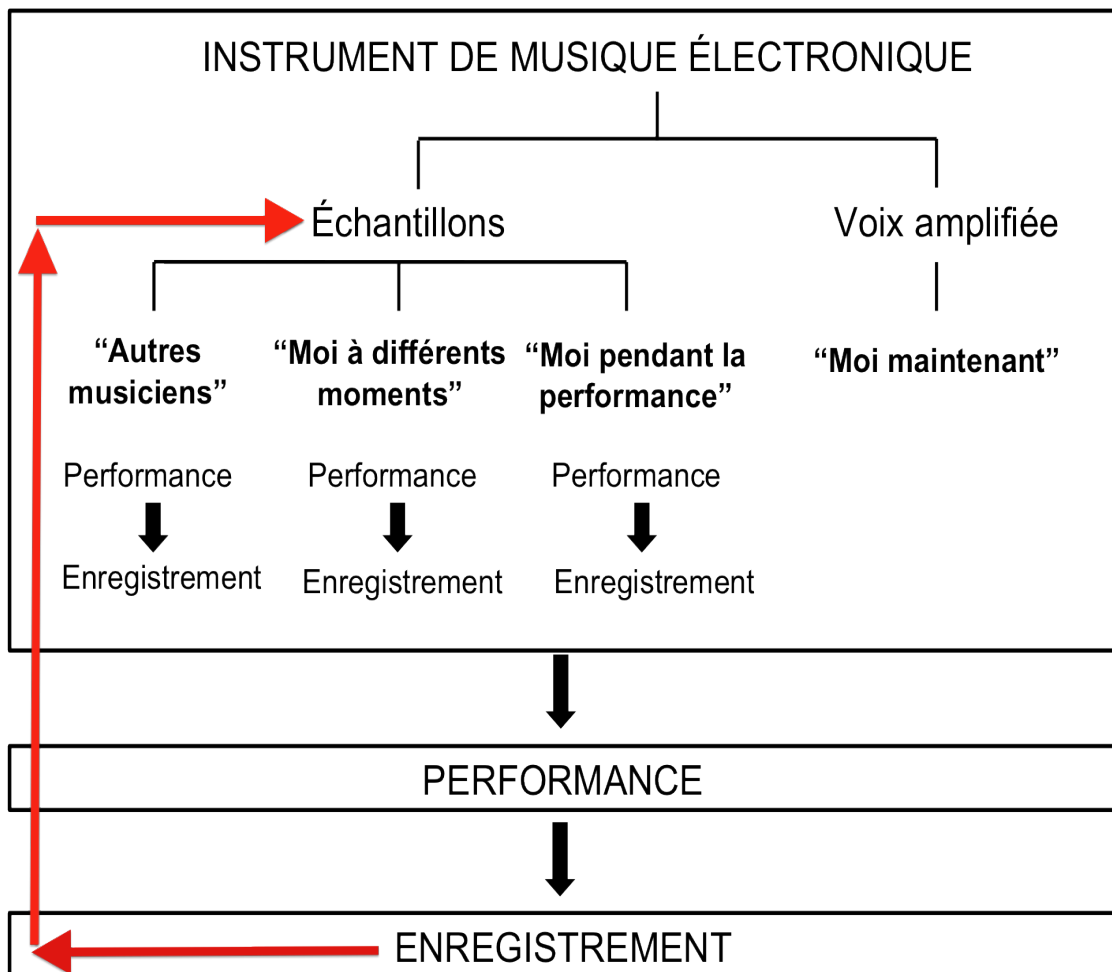 INSTRUMENT DE MUSIQUE ÉLECTRONIQUE
Échantillons
Voix amplifiée
“Autres
musiciens”
“Moi à différents
moments”
“Moi pendant la
performance”
“Moi maintenant”
Performance
Performance
Performance
Enregistrement
Enregistrement
Enregistrement
PERFORMANCE
ENREGISTREMENT